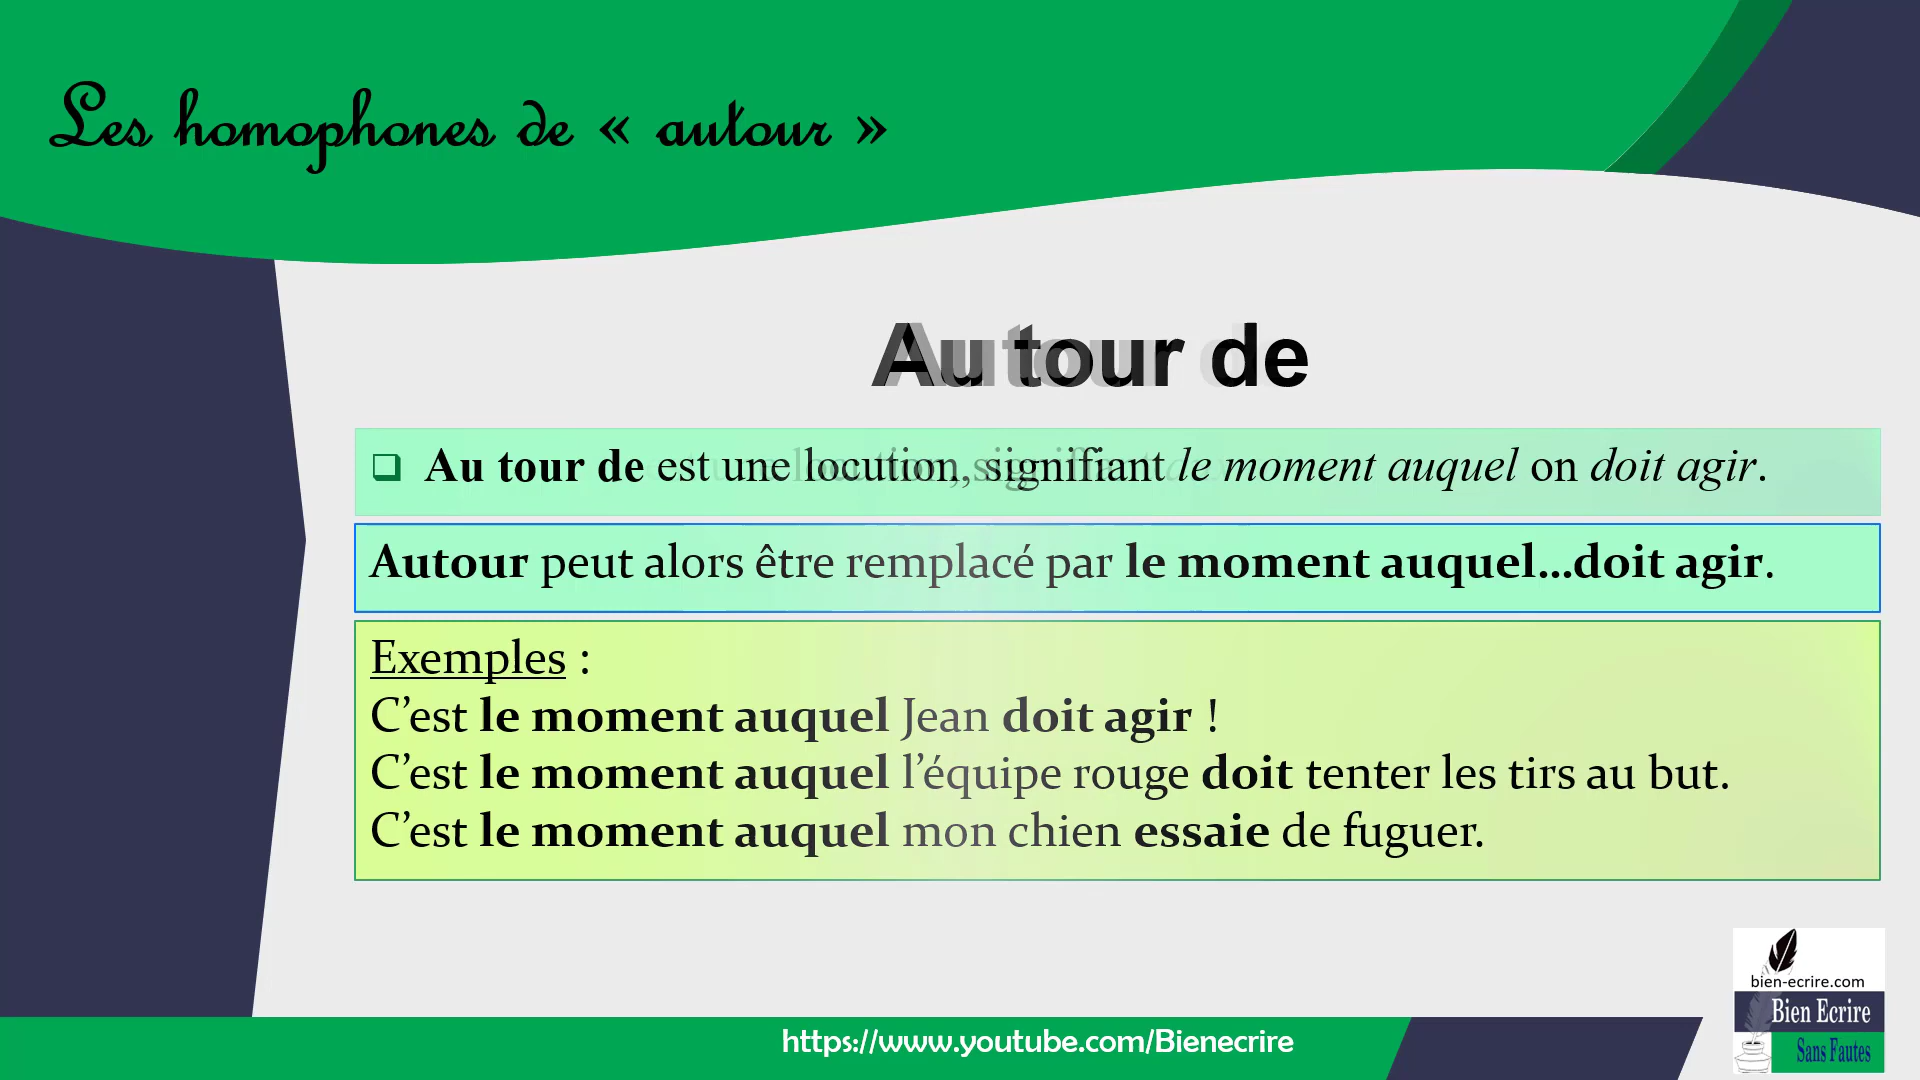 Les homophones de « autour »
Au tour de
Au tour de est une locution, signifiant le moment auquel on doit agir.
Autour peut alors être remplacé par le moment auquel...doit agir.
Exemples :
C’est le moment auquel Jean doit agir !
C’est le moment auquel l’équipe rouge doit tenter les tirs au but.
C’est le moment auquel mon chien essaie de fuguer.
bien-ecrire.com
Bien Ecrire
Sans Fautes
https://www.youtube.com/Bienecrire